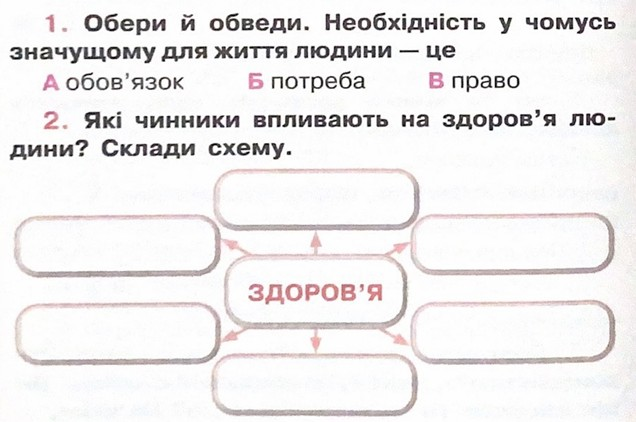 1. Обери й обведи. Необхідність у чомусь
значущому для життя людини — це
А обов’язок Б потреба В право
2. Які чинники впливають на здоров’я лю-
дини? Склади схему.
ЗДОРОВ’Я